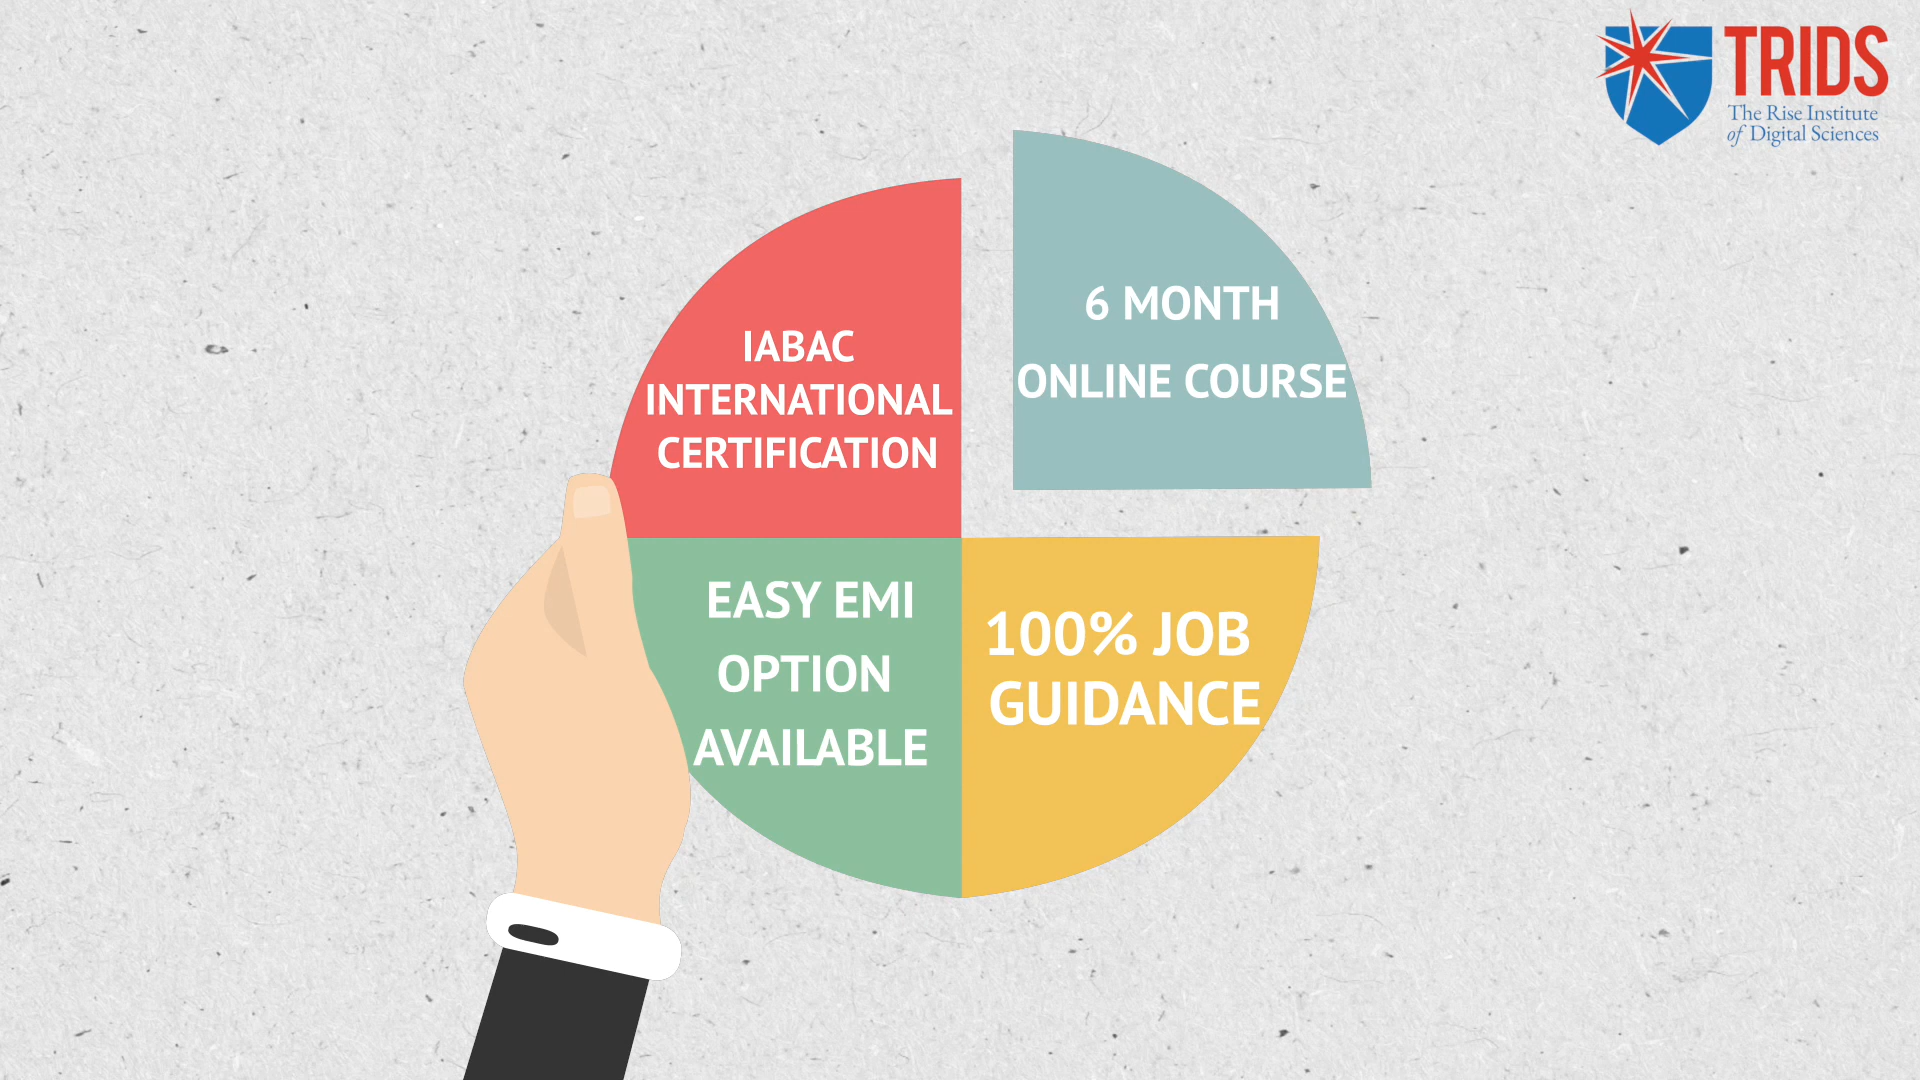 TRIDS
The Rise Institute
of Digital Sciences
IABAC
INTERNATIONAL
CERTIFICATION
6 MONTH
ONLINE COURSE
EASY EMI
OPTION
AVAILABLE
100% JOB
GUIDANCE